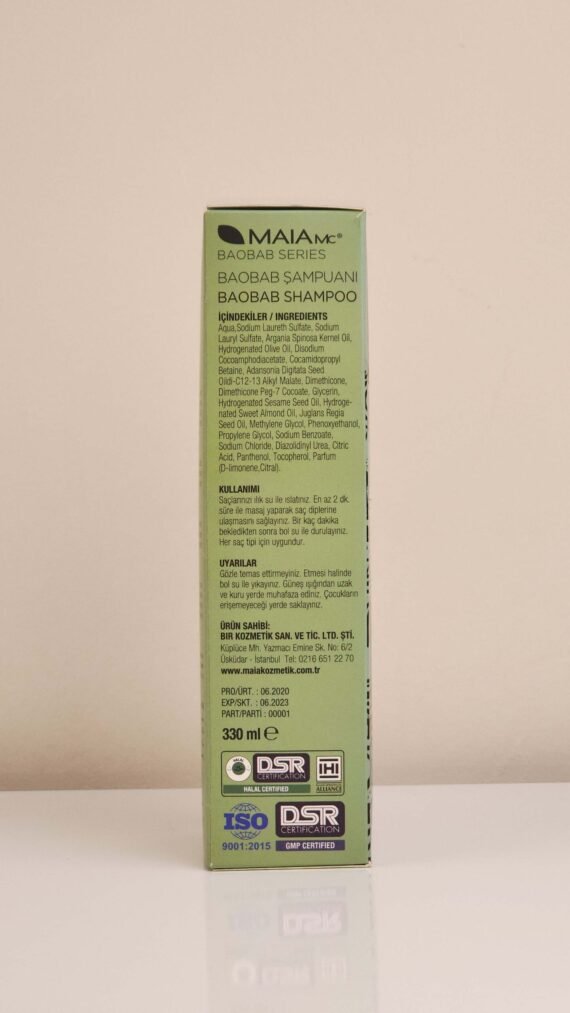 MAIA MC®
BAOBAB SERIES
BAOBAB ŞAMPUANI
BAOBAB SHAMPOO
İÇİNDEKİLER / INGREDIENTS
Aqua,Sodium Laureth Sulfate, Sodium
Lauryl Sulfate, Argania Spinosa Kernel Oil,
Hydrogenated Olive Oil, Disodium
Cocoamphodiacetate, Cocamidopropyl
Betaine, Adansonia Digitata Seed
Oildi-C12-13 Alkyl Malate, Dimethicone,
Dimethicone Peg-7 Cocoate, Glycerin,
Hydrogenated Sesame Seed Oil, Hydroge-
nated Sweet Almond Oil, Juglans Regia
Seed Oil, Methylene Glycol, Phenoxyethanol,
Propylene Glycol, Sodium Benzoate,
Sodium Chloride, Diazolidinyl Urea, Citric
Acid, Panthenol, Tocopherol, Parfum
(D-limonene,Citral).
KULLANIMI
Saçlarınızı ılık su ile ıslatınız. En az 2 dk.
süre ile masaj yaparak saç diplerine
ulaşmasını sağlayınız. Bir kaç dakika
bekledikten sonra bol su ile durulayınız.
Her saç tipi için uygundur.
UYARILAR
Gözle temas ettirmeyiniz. Etmesi halinde
bol su ile yıkayınız. Güneş ışığından uzak
ve kuru yerde muhafaza ediniz. Çocukların
erişemeyeceği yerde saklayınız.
ÜRÜN SAHİBİ:
BIR KOZMETİK SAN. VE TİC. LTD. ŞTİ.
Küplüce Mh. Yazmacı Emine Sk. No: 6/2
Üsküdar - İstanbul Tel: 0216 651 22 70
www.maiakozmetik.com.tr
PRO/ÜRT. : 06.2020
EXP/SKT. : 06.2023
PART/PARTİ : 00001
330 ml ℮
HALAL DSR CERTIFICATION IHI
HALAL CERTIFIED ALLIANCE
ISO DSR CERTIFICATION
9001:2015 GMP CERTIFIED